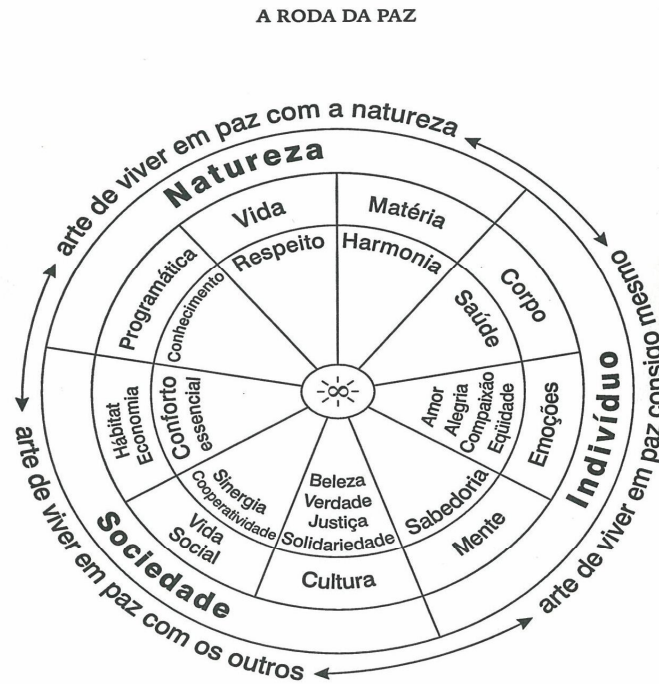 A RODA DA PAZ
arte de viver em paz com a natureza
Natureza
Vida
Matéria
Respeito
Harmonia
Programática
Conhecimento
Corpo
Saúde
arte de viver em paz consigo mesmo
Indivíduo
Emoções
Amor
Alegria
Compaixão
Eqüidade
Mente
Sabedoria
Hábitat
Economia
Conforto
essencial
Vida
Social
Sinergia
Cooperatividade
Beleza
Verdade
Justiça
Solidariedade
Cultura
Sociedade
arte de viver em paz com os outros